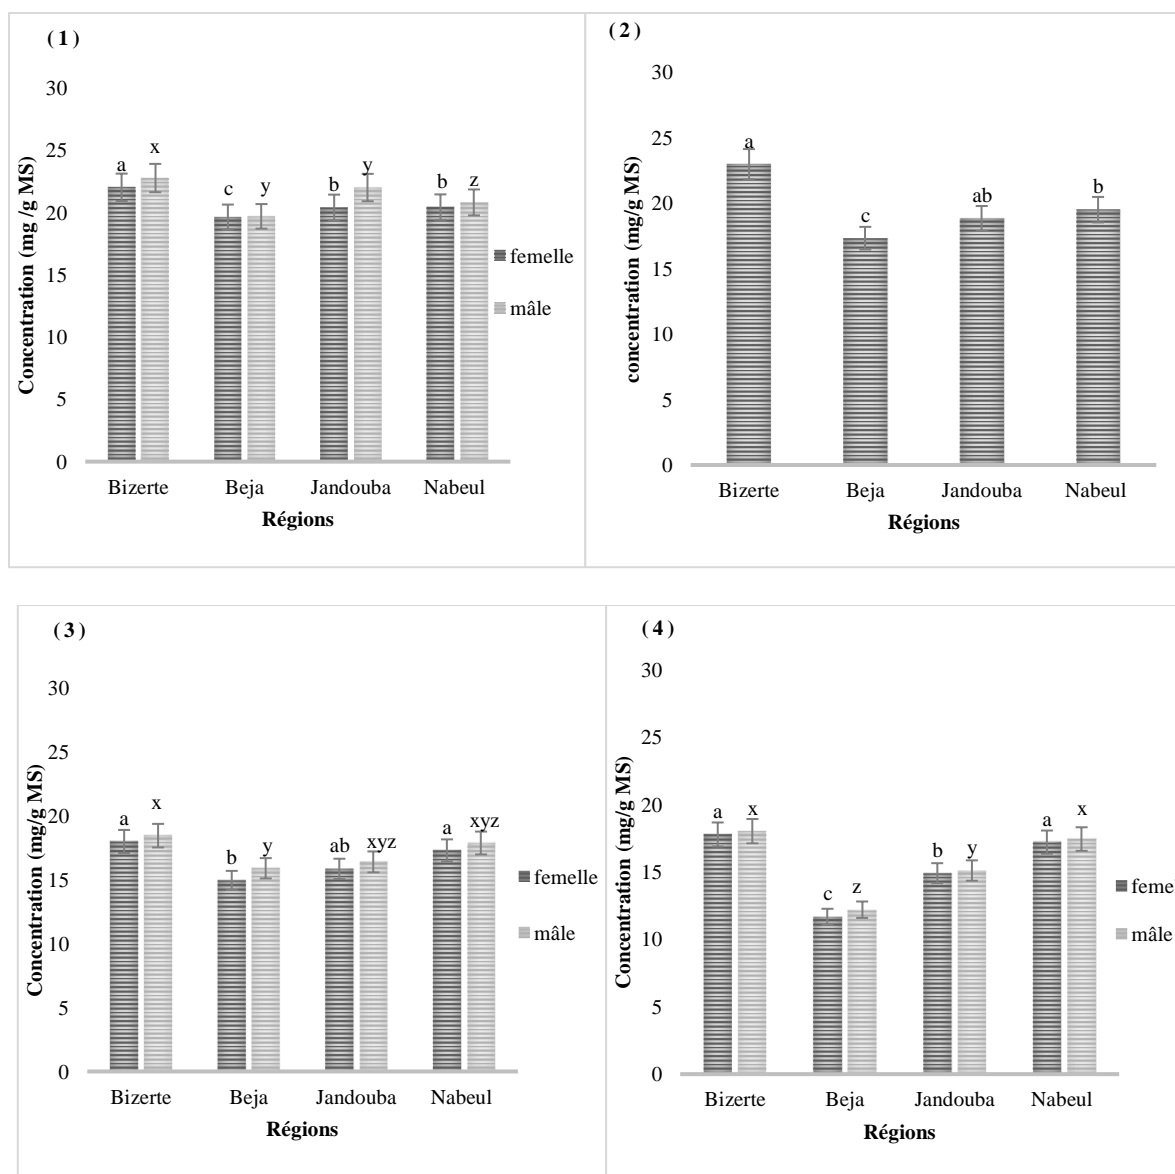 (1)
Concentration (mg /g MS)
30
25
20
15
10
5
0
a
x
c
y
b
y
b
z
femelle
mâle
Bizerte Beja Jandouba Nabeul
Régions
(2)
concentration (mg/g MS)
30
25
20
15
10
5
0
a
c
ab
b
Bizerte Beja Jandouba Nabeul
Régions
(3)
Concentration (mg/g MS)
30
25
20
15
10
5
0
a
x
b
y
ab
xyz
a
xyz
femelle
mâle
Bizerte Beja Jandouba Nabeul
Régions
(4)
Concentration (mg/g MS)
30
25
20
15
10
5
0
a
x
c
z
b
y
a
x
feme
mâle
Bizerte Beja Jandouba Nabeul
Régions